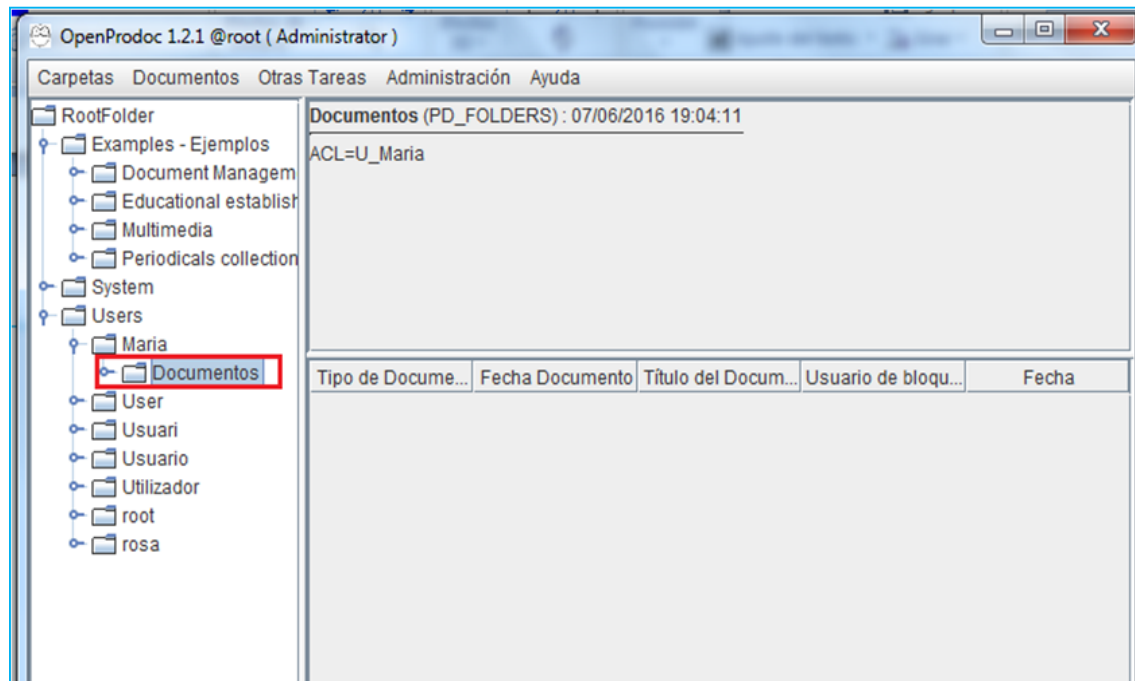 OpenProdoc 1.2.1 @root ( Administrator )
Carpetas Documentos Otras Tareas Administración Ayuda
RootFolder
Examples - Ejemplos
Document Managem
Educational establish
Multimedia
Periodicals collection
System
Users
Maria
Documentos
User
Usuari
Usuario
Utilizador
root
rosa
Documentos (PD_FOLDERS) : 07/06/2016 19:04:11
ACL=U_Maria
Tipo de Docume... Fecha Documento Título del Docum... Usuario de bloqu... Fecha